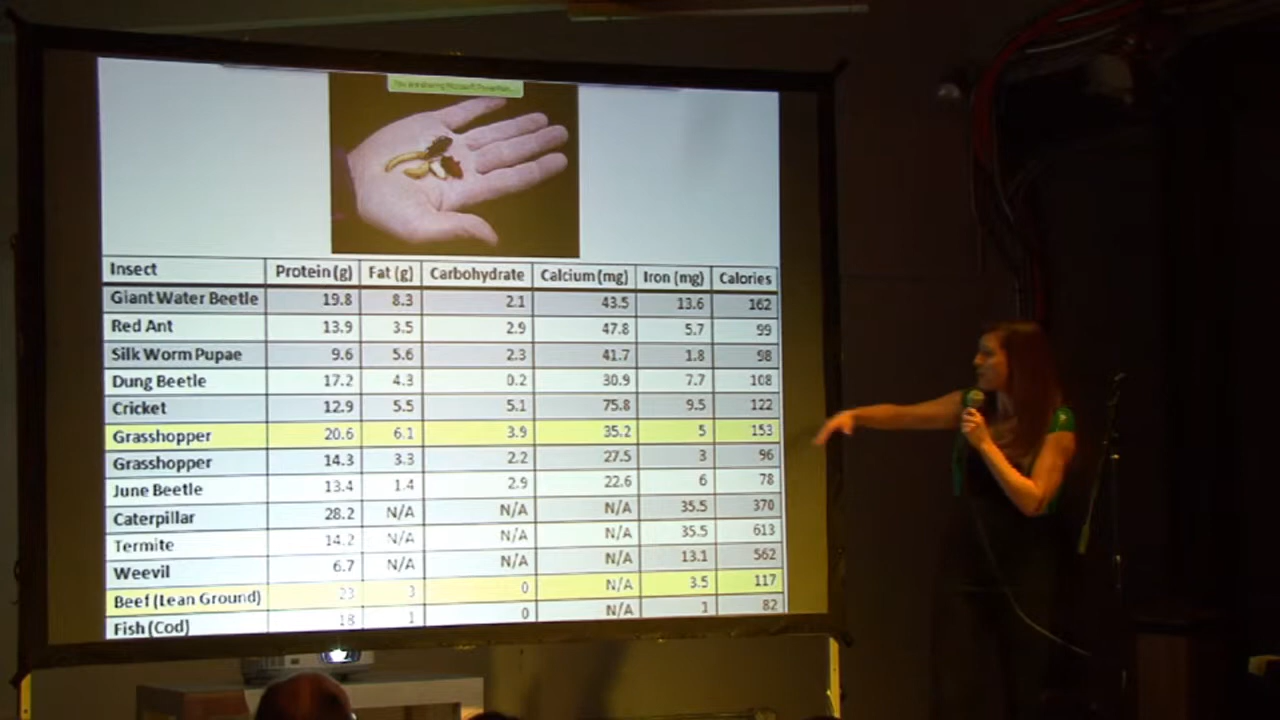 You are sharing Microsoft PowerPoint
Insect Protein (g) Fat (g) Carbohydrate Calcium (mg) Iron (mg) Calories
Giant Water Beetle 19.8 8.3 2.1 43.5 13.6 162
Red Ant 13.9 3.5 2.9 47.8 5.7 99
Silk Worm Pupae 9.6 5.6 2.3 41.7 1.8 98
Dung Beetle 17.2 4.3 0.2 30.9 7.7 108
Cricket 12.9 5.5 5.1 75.8 9.5 122
Grasshopper 20.6 6.1 3.9 35.2 5 153
Grasshopper 14.3 3.3 2.2 27.5 3 96
June Beetle 13.4 1.4 2.9 22.6 6 78
Caterpillar 28.2 N/A N/A N/A 35.5 370
Termite 14.2 N/A N/A N/A 35.5 613
Weevil 6.7 N/A N/A N/A 13.1 562
Beef (Lean Ground) 23 3 0 N/A 3.5 117
Fish (Cod) 18 1 0 N/A 1 82